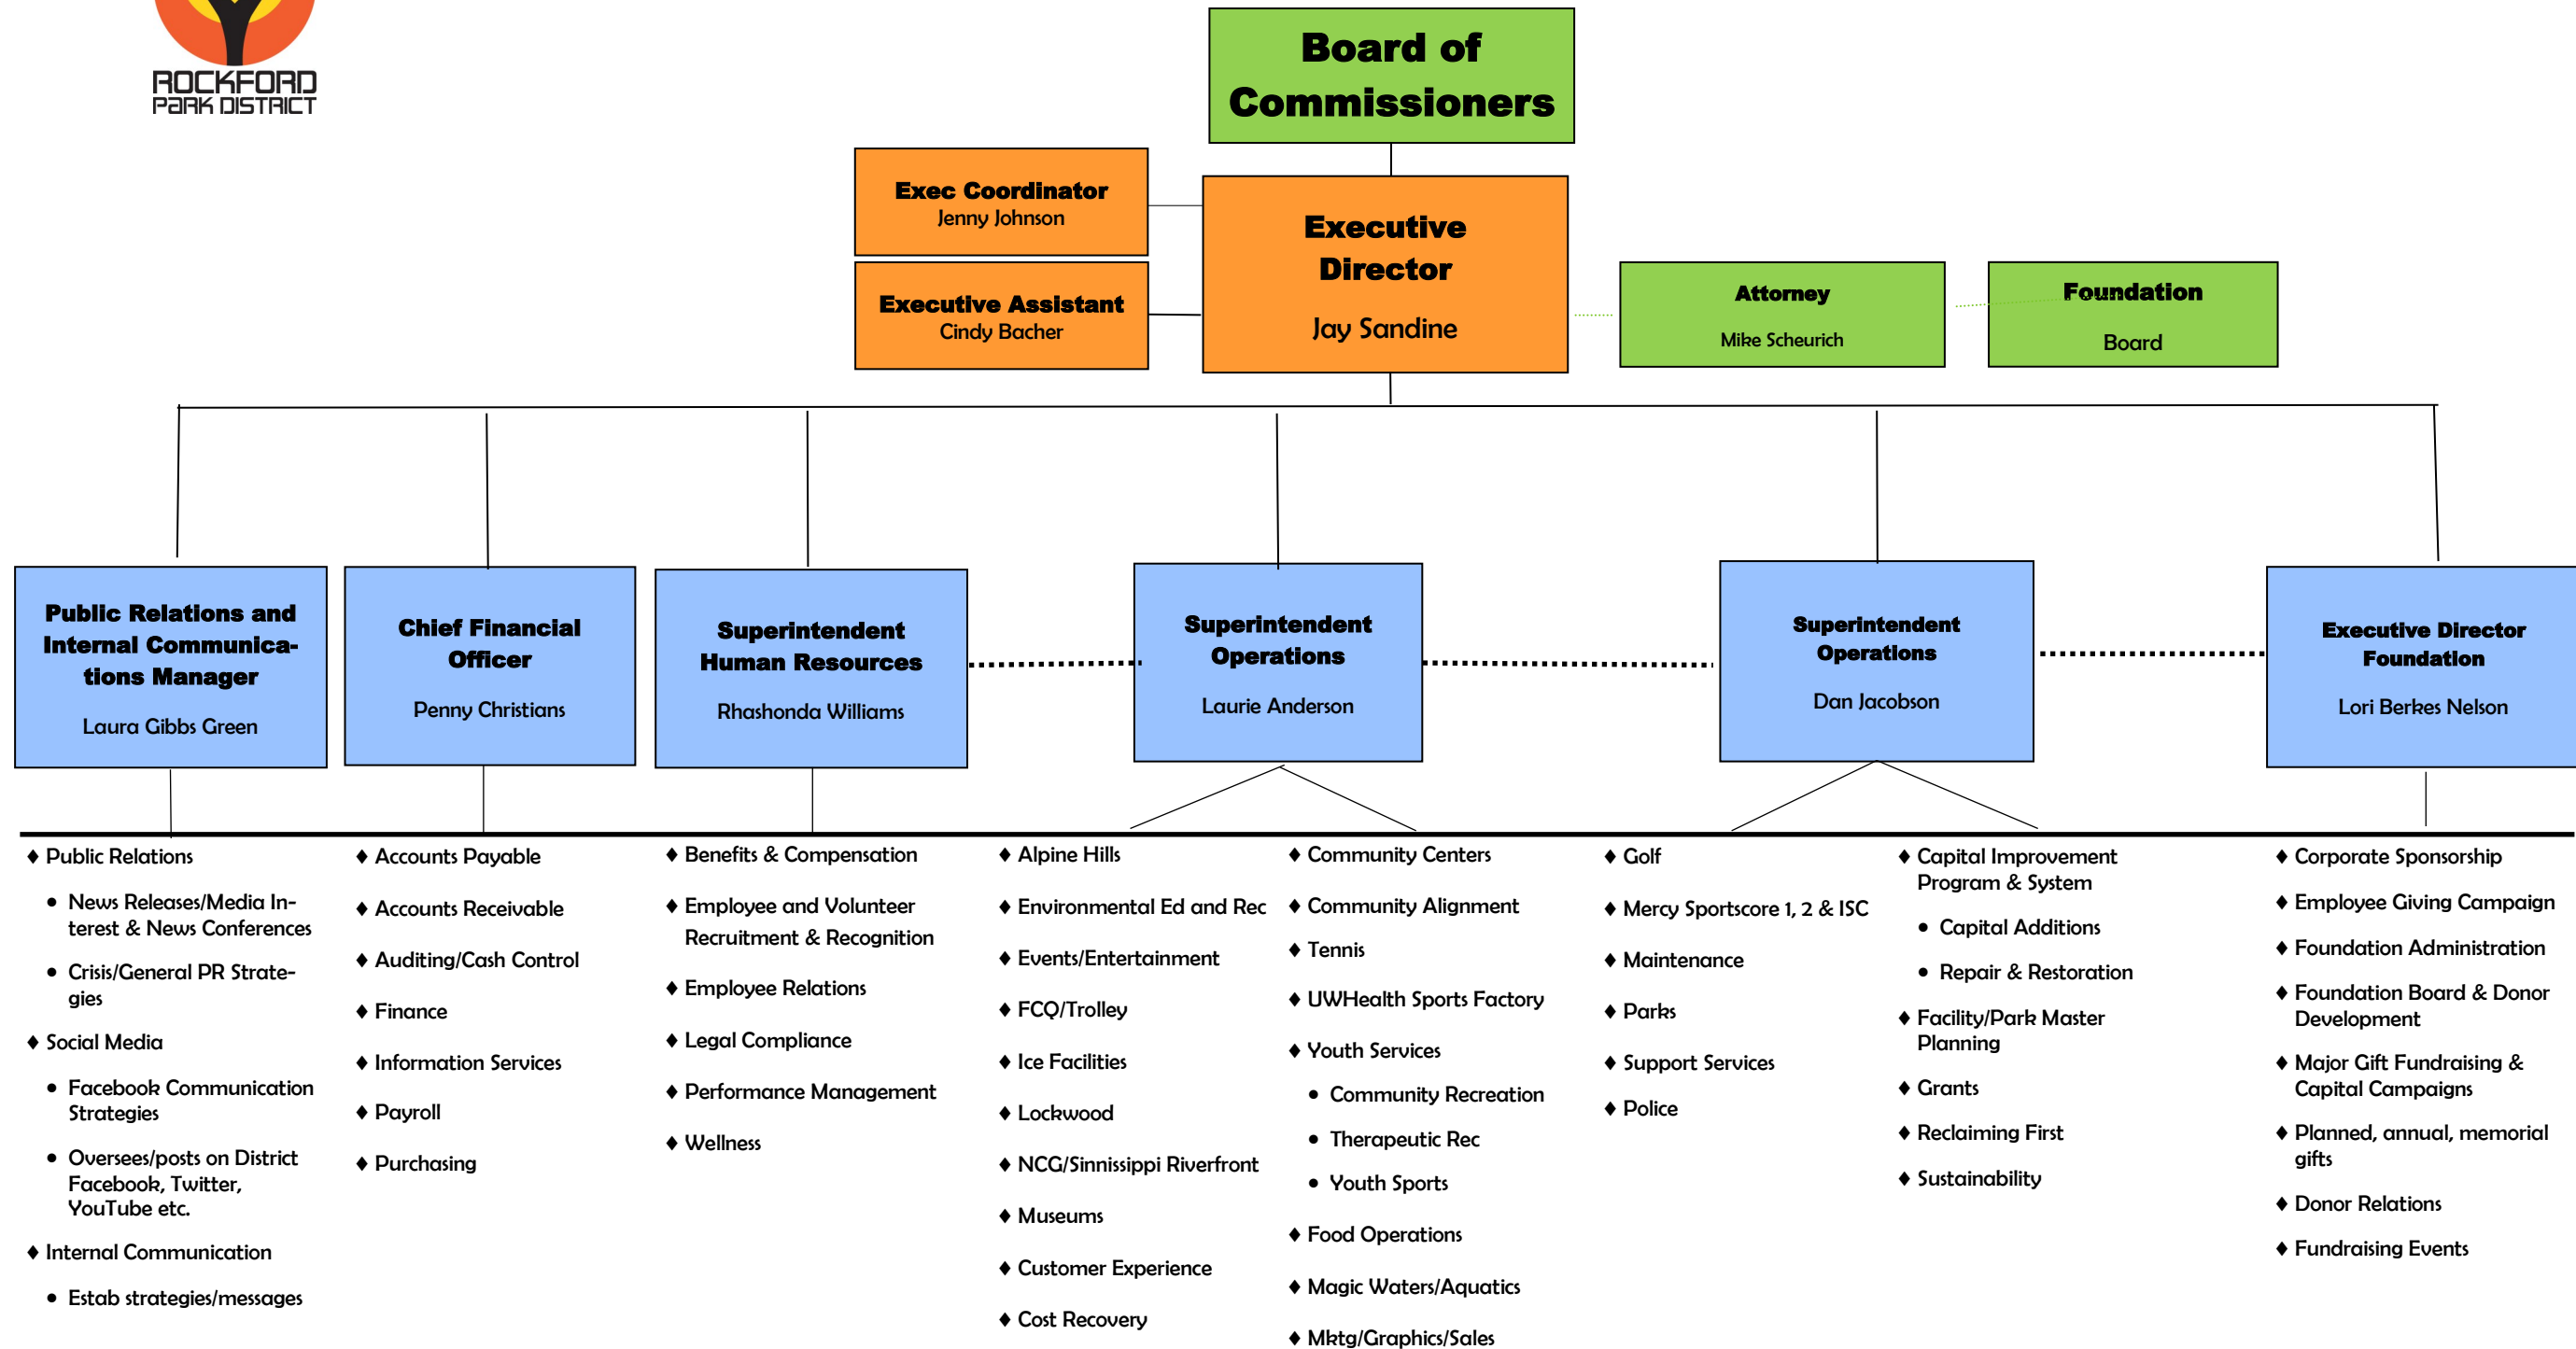 ROCKFORD
PARK DISTRICT
Board of
Commissioners
Exec Coordinator
Jenny Johnson
Executive Assistant
Cindy Bacher
Executive
Director
Jay Sandine
Attorney
Mike Scheurich
Foundation
Board
Public Relations and
Internal Communica-
tions Manager
Laura Gibbs Green
Chief Financial
Officer
Penny Christians
Superintendent
Human Resources
Rhashonda Williams
Superintendent
Operations
Laurie Anderson
Superintendent
Operations
Dan Jacobson
Executive Director
Foundation
Lori Berkes Nelson
♦ Public Relations
• News Releases/Media In-
terest & News Conferences
• Crisis/General PR Strate-
gies
♦ Social Media
• Facebook Communication
Strategies
• Oversees/posts on District
Facebook, Twitter,
YouTube etc.
♦ Internal Communication
• Estab strategies/messages
♦ Accounts Payable
♦ Accounts Receivable
♦ Auditing/Cash Control
♦ Finance
♦ Information Services
♦ Payroll
♦ Purchasing
♦ Benefits & Compensation
♦ Employee and Volunteer
Recruitment & Recognition
♦ Employee Relations
♦ Legal Compliance
♦ Performance Management
♦ Wellness
♦ Alpine Hills
♦ Environmental Ed and Rec
♦ Events/Entertainment
♦ FCQ/Trolley
♦ Ice Facilities
♦ Lockwood
♦ NCG/Sinnissippi Riverfront
♦ Museums
♦ Customer Experience
♦ Cost Recovery
♦ Community Centers
♦ Community Alignment
♦ Tennis
♦ UWHealth Sports Factory
♦ Youth Services
• Community Recreation
• Therapeutic Rec
• Youth Sports
♦ Food Operations
♦ Magic Waters/Aquatics
♦ Mktg/Graphics/Sales
♦ Golf
♦ Mercy Sportscore 1, 2 & ISC
♦ Maintenance
♦ Parks
♦ Support Services
♦ Police
♦ Capital Improvement
Program & System
• Capital Additions
• Repair & Restoration
♦ Facility/Park Master
Planning
♦ Grants
♦ Reclaiming First
♦ Sustainability
♦ Corporate Sponsorship
♦ Employee Giving Campaign
♦ Foundation Administration
♦ Foundation Board & Donor
Development
♦ Major Gift Fundraising &
Capital Campaigns
♦ Planned, annual, memorial
gifts
♦ Donor Relations
♦ Fundraising Events